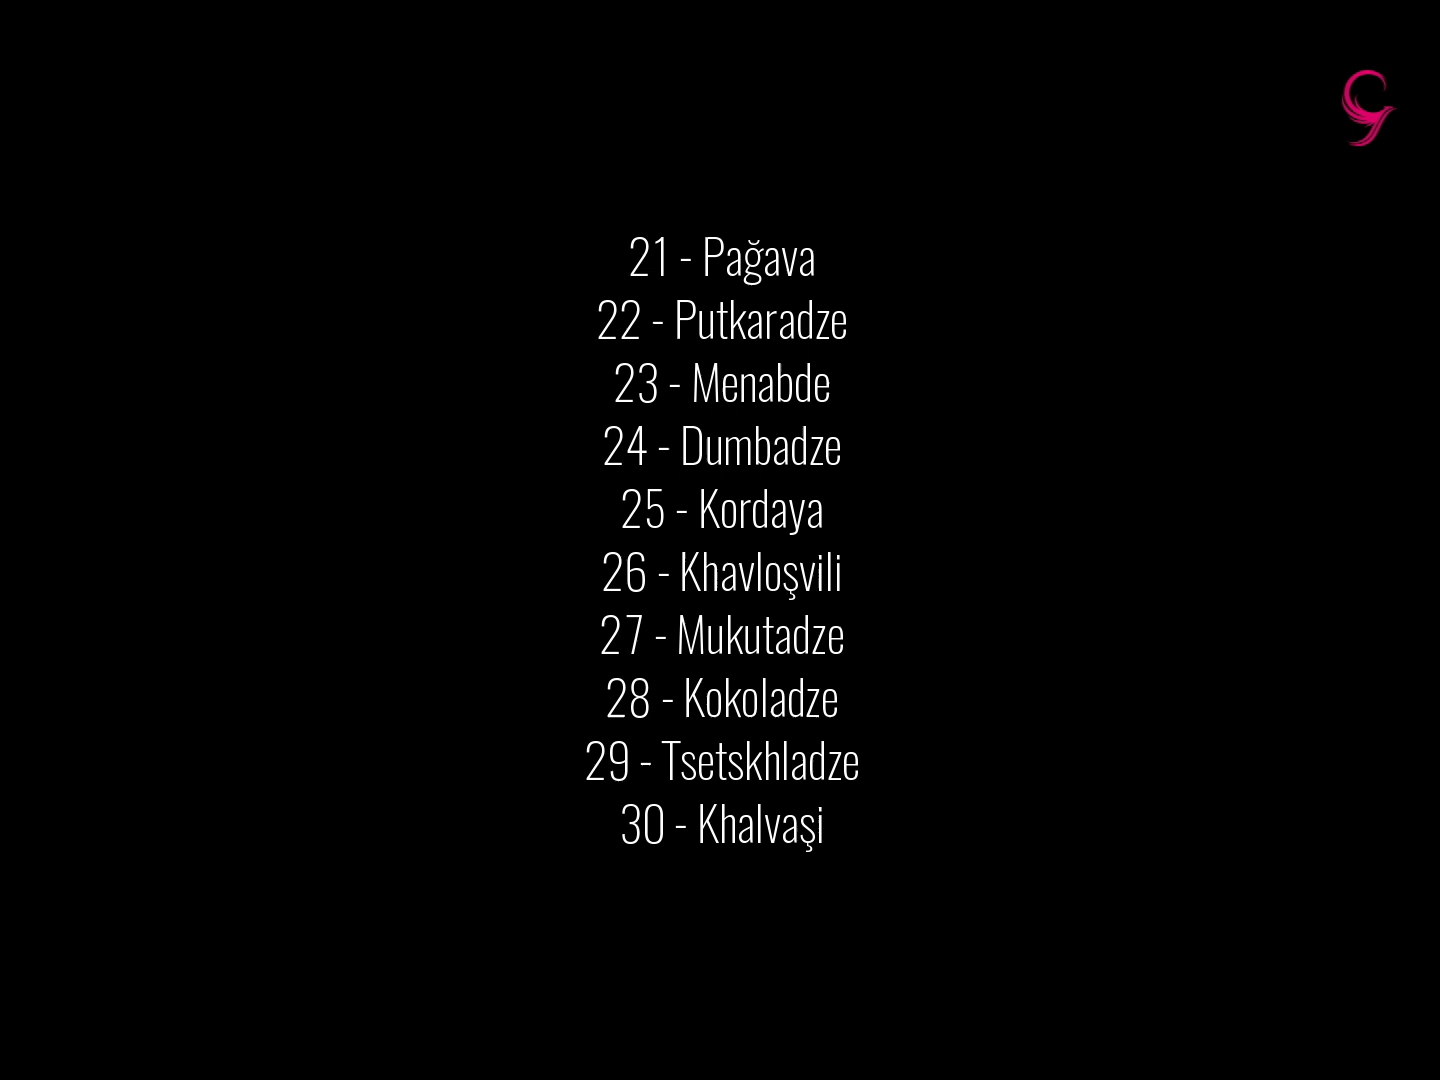 21 - Pağava
22 - Putkaradze
23 - Menabde
24 - Dumbadze
25 - Kordaya
26 - Khavloşvili
27 - Mukutadze
28 - Kokoladze
29 - Tsetskhladze
30 - Khalvaşi